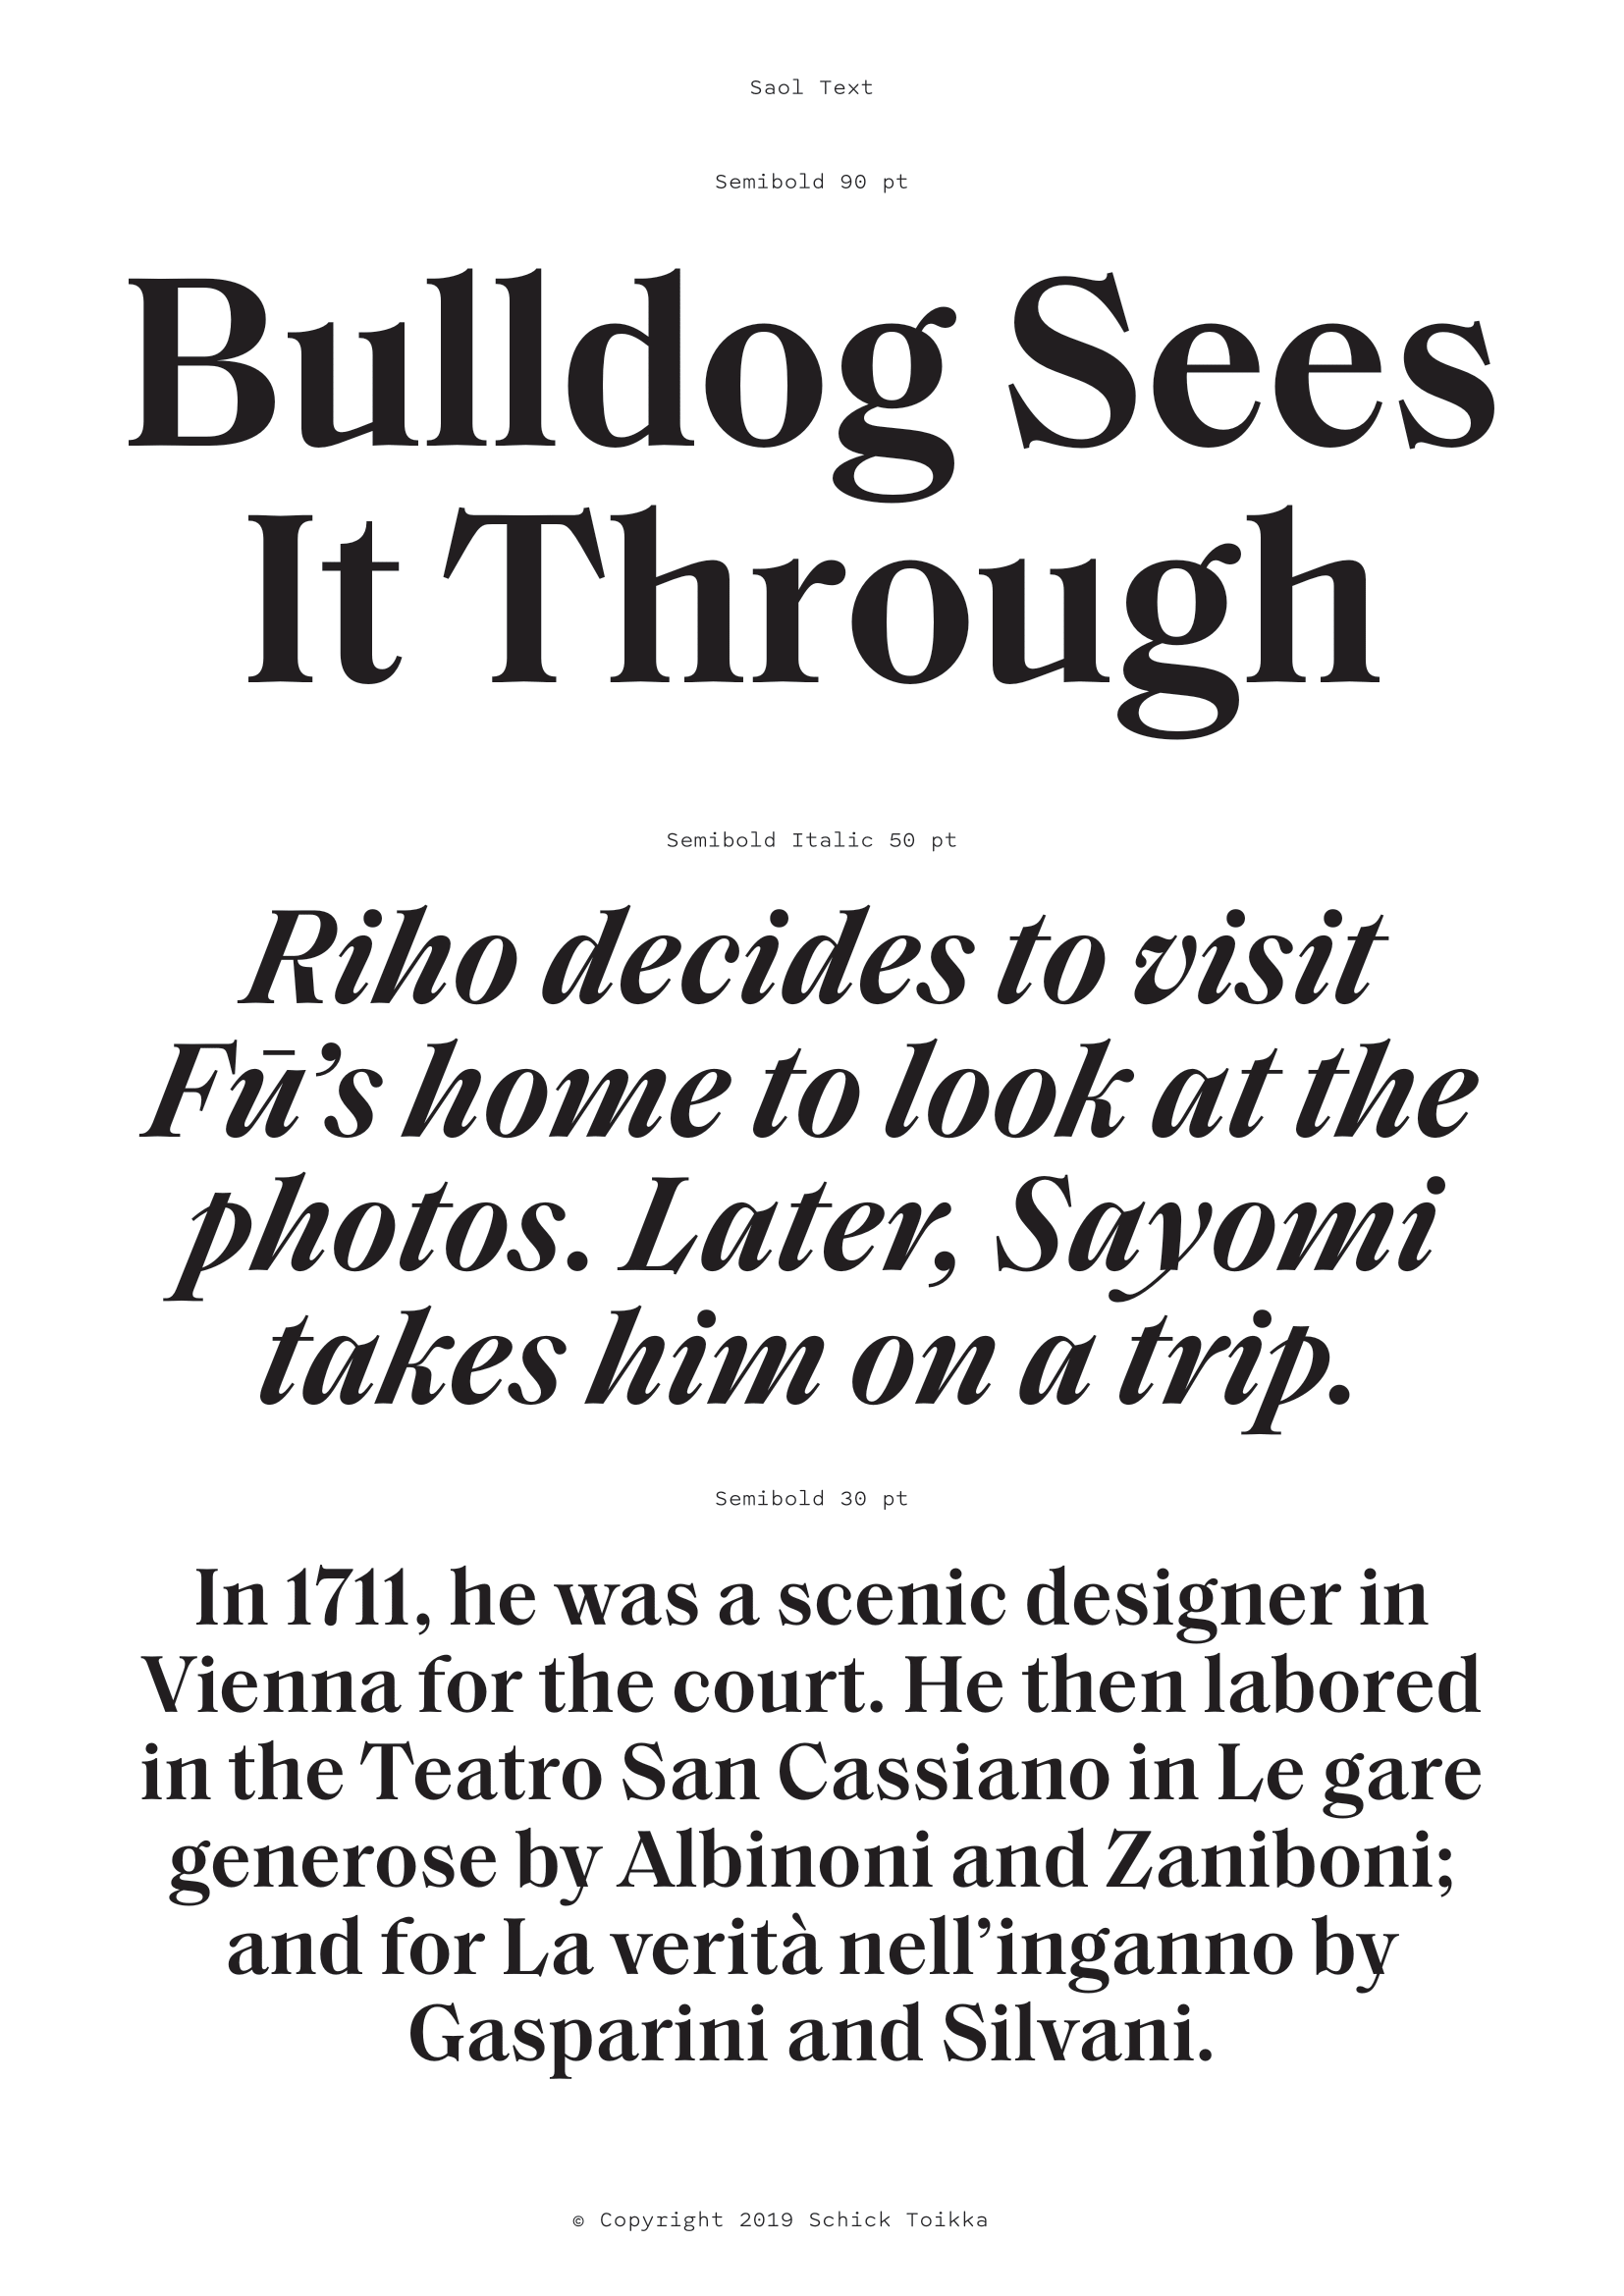 Saol Text
Semibold 90 pt
Bulldog Sees
It Through
Semibold Italic 50 pt
Riho decides to visit
Fū’s home to look at the
photos. Later, Sayomi
takes him on a trip.
Semibold 30 pt
In 1711, he was a scenic designer in
Vienna for the court. He then labored
in the Teatro San Cassiano in Le gare
generose by Albinoni and Zaniboni;
and for La verità nell’inganno by
Gasparini and Silvani.
© Copyright 2019 Schick Toikka